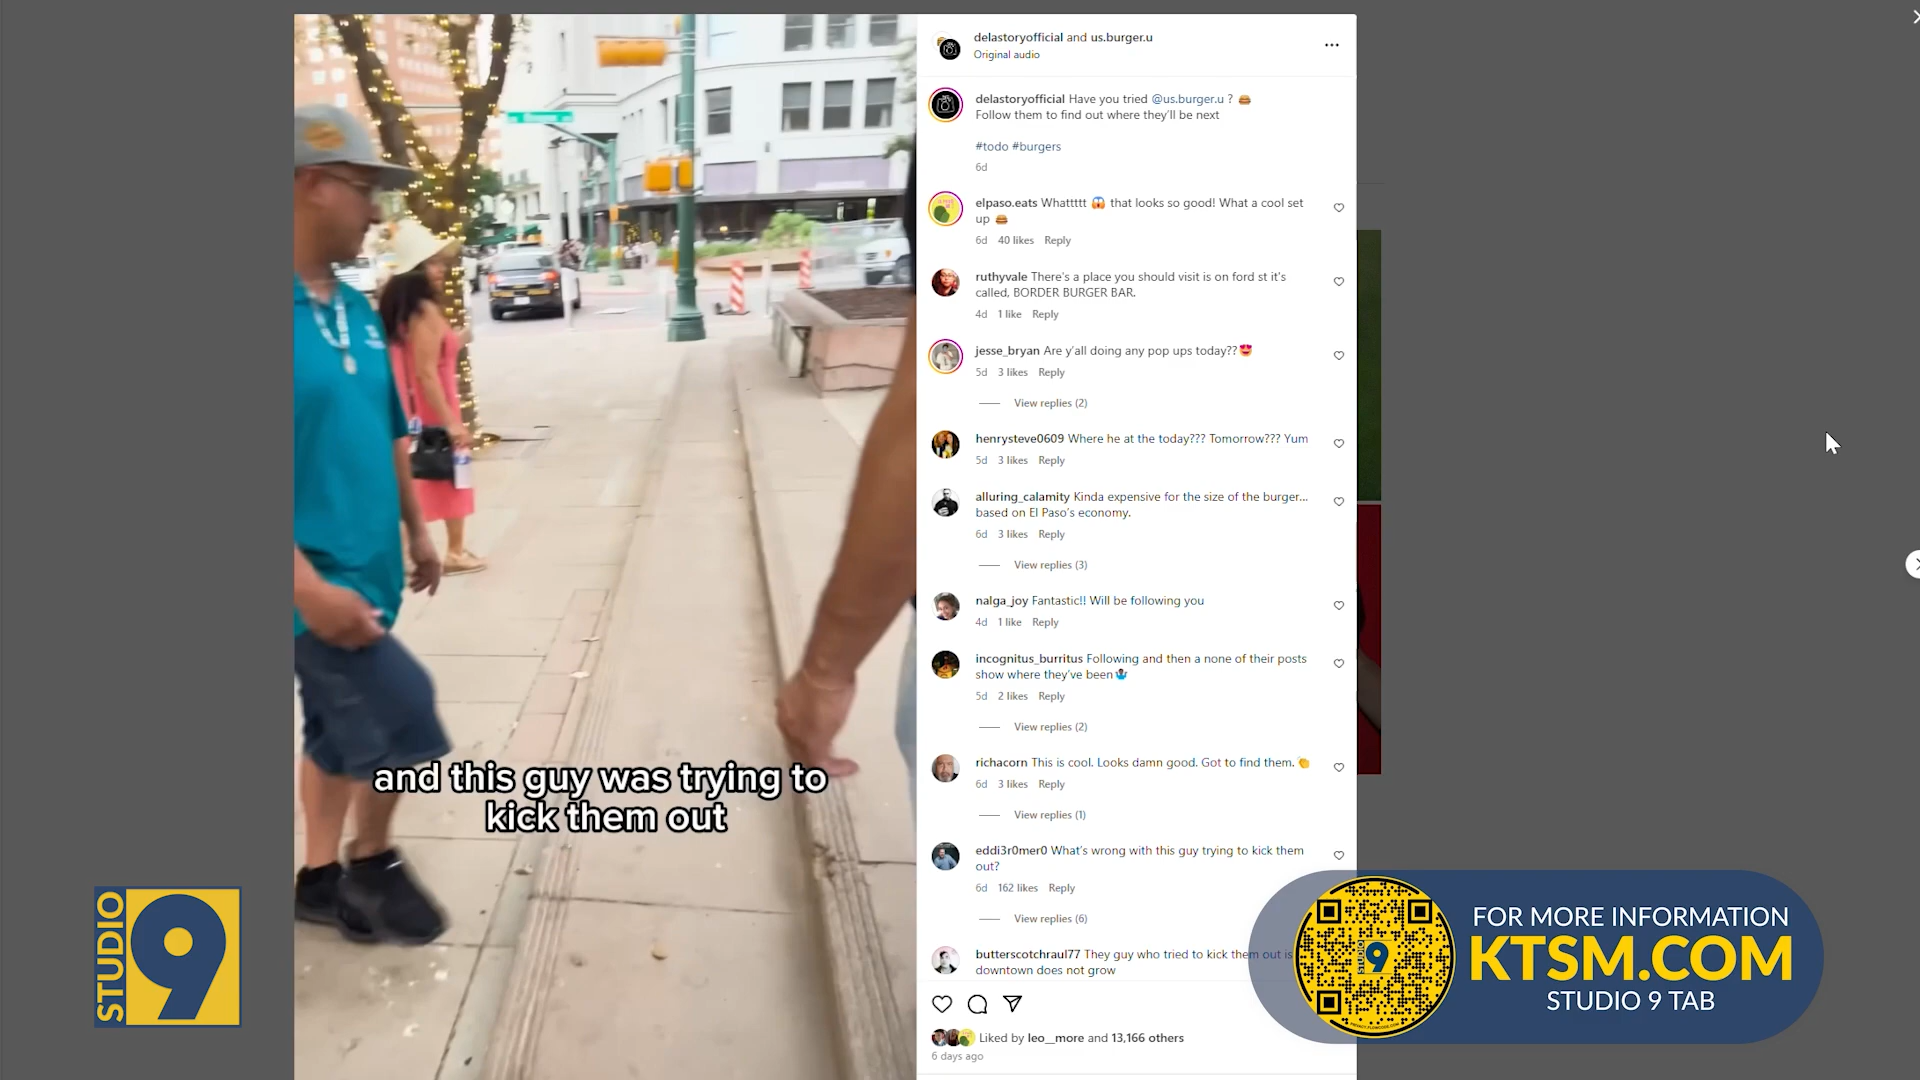 delastoryofficial and us.burger.u
Original audio
delastoryofficial Have you tried @us.burger.u ? 🍔
Follow them to find out where they'll be next
#todo #burgers
6d
elpaso.eats Whattttt 😱 that looks so good! What a cool set
up 🍔
6d 40 likes Reply
ruthyvale There's a place you should visit is on ford st it's
called, BORDER BURGER BAR.
4d 1 like Reply
jesse_bryan Are y'all doing any pop ups today??😍
5d 3 likes Reply
View replies (2)
henrysteve0609 Where he at the today??? Tomorrow??? Yum
5d 3 likes Reply
alluring_calamity Kinda expensive for the size of the burger...
based on El Paso's economy.
6d 3 likes Reply
View replies (3)
nalga_joy Fantastic!! Will be following you
4d 1 like Reply
incognitus_burritus Following and then a none of their posts
show where they've been🤷‍♂️
5d 2 likes Reply
View replies (2)
richacorn This is cool. Looks damn good. Got to find them.👏
6d 3 likes Reply
View replies (1)
eddi3r0mer0 What's wrong with this guy trying to kick them
out?
6d 162 likes Reply
View replies (6)
butterscotchraul77 They guy who tried to kick them out is
downtown does not grow
Liked by leo__more and 13,166 others
6 days ago
and this guy was trying to
kick them out
STUDIO 9
FOR MORE INFORMATION
KTSM.COM
STUDIO 9 TAB